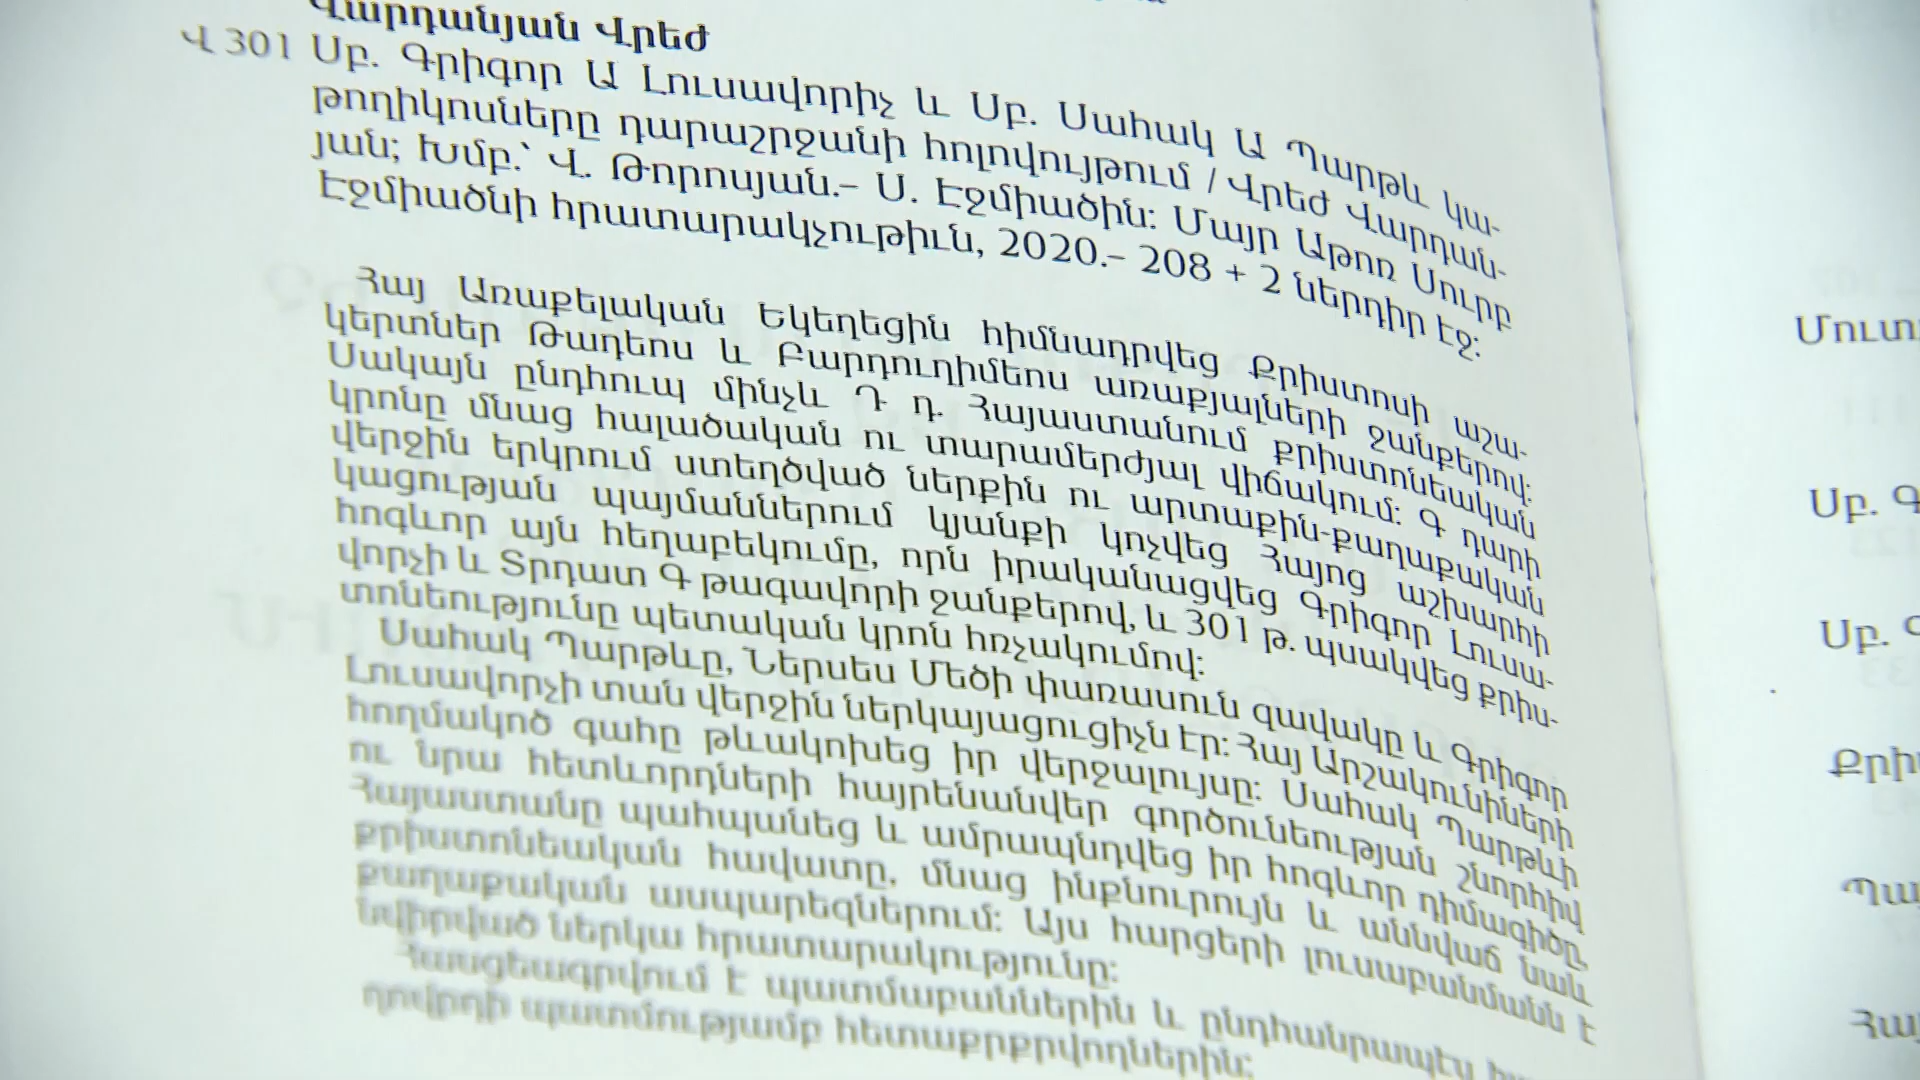 Վարդանյան Վրեժ
Վ 301 Սբ. Գրիգոր Ա Լուսավորիչ և Սբ. Սահակ Ա Պարթև կա-
թողիկոսները դարաշրջանի հոլովույթում / Վրեժ Վարդան-
յան; Խմբ.՝ Վ. Թորոսյան.– Ս. Էջմիածին: Մայր Աթոռ Սուրբ
Էջմիածնի հրատարակչութիւն, 2020.– 208 + 2 ներդիր էջ:
Հայ Առաքելական Եկեղեցին հիմնադրվեց Քրիստոսի աշա-
կերտներ Թադեոս և Բարդուղիմեոս առաքյալների ջանքերով:
Սակայն ընդհուպ մինչև Դ դ. Հայաստանում քրիստոնեական
կրոնը մնաց հալածական ու տարամերժյալ վիճակում: Գ դարի
վերջին երկրում ստեղծված ներքին ու արտաքին-քաղաքական
կացության պայմաններում կյանքի կոչվեց Հայոց աշխարհի
հոգևոր այն հեղաբեկումը, որն իրականացվեց Գրիգոր Լուսա-
վորչի և Տրդատ Գ թագավորի ջանքերով, և 301 թ. պսակվեց քրիս-
տոնեությունը պետական կրոն հռչակումով:
Սահակ Պարթևը, Ներսես Մեծի փառասուն զավակը և Գրիգոր
Լուսավորչի տան վերջին ներկայացուցիչն էր: Հայ Արշակունիների
հողմակոծ գահը թևակոխեց իր վերջալույսը: Սահակ Պարթևի
ու նրա հետևորդների հայրենանվեր գործունեության շնորհիվ
Հայաստանը պահպանեց և ամրապնդվեց իր հոգևոր դիմագիծը,
քրիստոնեական հավատը, մնաց ինքնուրույն և աննվաճ նաև
քաղաքական ասպարեզներում: Այս հարցերի լուսաբանմանն է
նվիրված ներկա հրատարակությունը:
Հասցեագրվում է պատմաբաններին և ընդհանրապէս
ղովրդի պատմությամբ հետաքրքրվողներին:
Մուտ
Սբ. Գ
Սբ. Գ
Քրի
Պա
Հայ